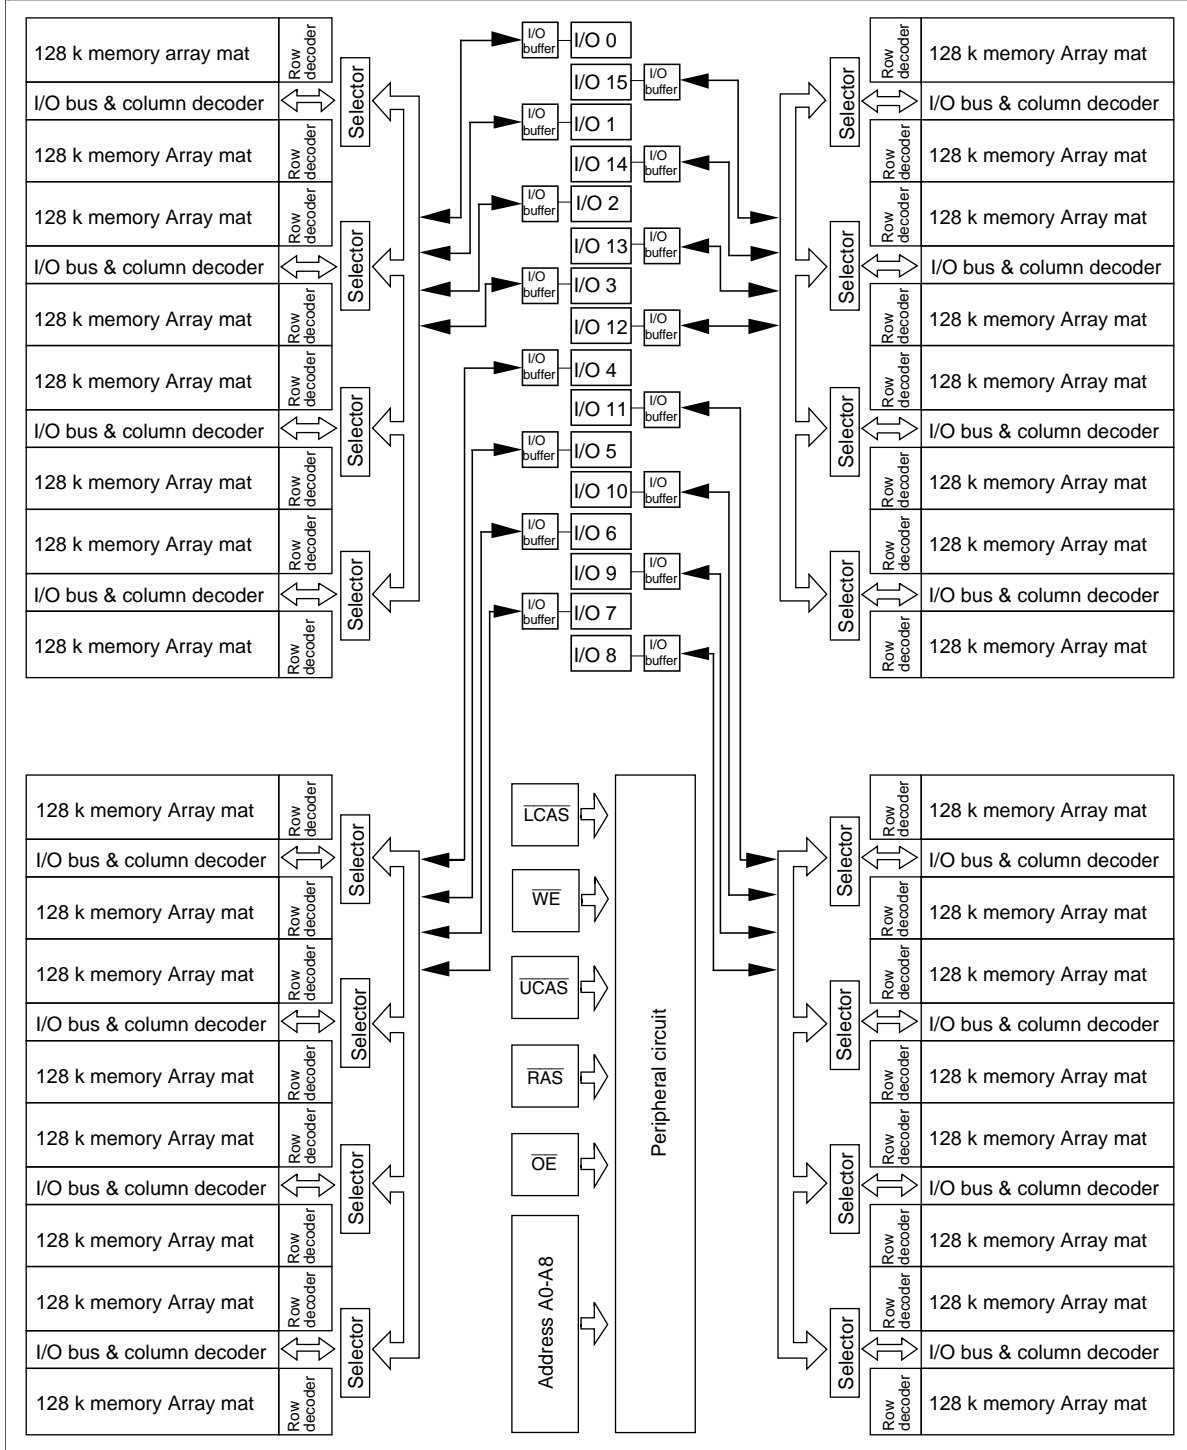 128 k memory array mat
Row decoder
I/O bus & column decoder
Selector
128 k memory Array mat
Row decoder
128 k memory Array mat
Row decoder
I/O bus & column decoder
Selector
128 k memory Array mat
Row decoder
128 k memory Array mat
Row decoder
I/O bus & column decoder
Selector
128 k memory Array mat
Row decoder
128 k memory Array mat
Row decoder
I/O bus & column decoder
Selector
128 k memory Array mat
Row decoder
I/O buffer
I/O 0
I/O 15
I/O buffer
I/O buffer
I/O 1
I/O 14
I/O buffer
I/O buffer
I/O 2
I/O 13
I/O buffer
I/O buffer
I/O 3
I/O 12
I/O buffer
I/O buffer
I/O 4
I/O 11
I/O buffer
I/O buffer
I/O 5
I/O 10
I/O buffer
I/O buffer
I/O 6
I/O 9
I/O buffer
I/O buffer
I/O 7
I/O 8
I/O buffer
Row decoder
128 k memory Array mat
Selector
I/O bus & column decoder
Row decoder
128 k memory Array mat
Row decoder
128 k memory Array mat
Selector
I/O bus & column decoder
Row decoder
128 k memory Array mat
Row decoder
128 k memory Array mat
Selector
I/O bus & column decoder
Row decoder
128 k memory Array mat
Row decoder
128 k memory Array mat
Selector
I/O bus & column decoder
Row decoder
128 k memory Array mat
128 k memory Array mat
Row decoder
I/O bus & column decoder
Selector
128 k memory Array mat
Row decoder
128 k memory Array mat
Row decoder
I/O bus & column decoder
Selector
128 k memory Array mat
Row decoder
128 k memory Array mat
Row decoder
I/O bus & column decoder
Selector
128 k memory Array mat
Row decoder
128 k memory Array mat
Row decoder
I/O bus & column decoder
Selector
128 k memory Array mat
Row decoder
LCAS
WE
UCAS
RAS
OE
Address A0-A8
Peripheral circuit
Row decoder
128 k memory Array mat
Selector
I/O bus & column decoder
Row decoder
128 k memory Array mat
Row decoder
128 k memory Array mat
Selector
I/O bus & column decoder
Row decoder
128 k memory Array mat
Row decoder
128 k memory Array mat
Selector
I/O bus & column decoder
Row decoder
128 k memory Array mat
Row decoder
128 k memory Array mat
Selector
I/O bus & column decoder
Row decoder
128 k memory Array mat